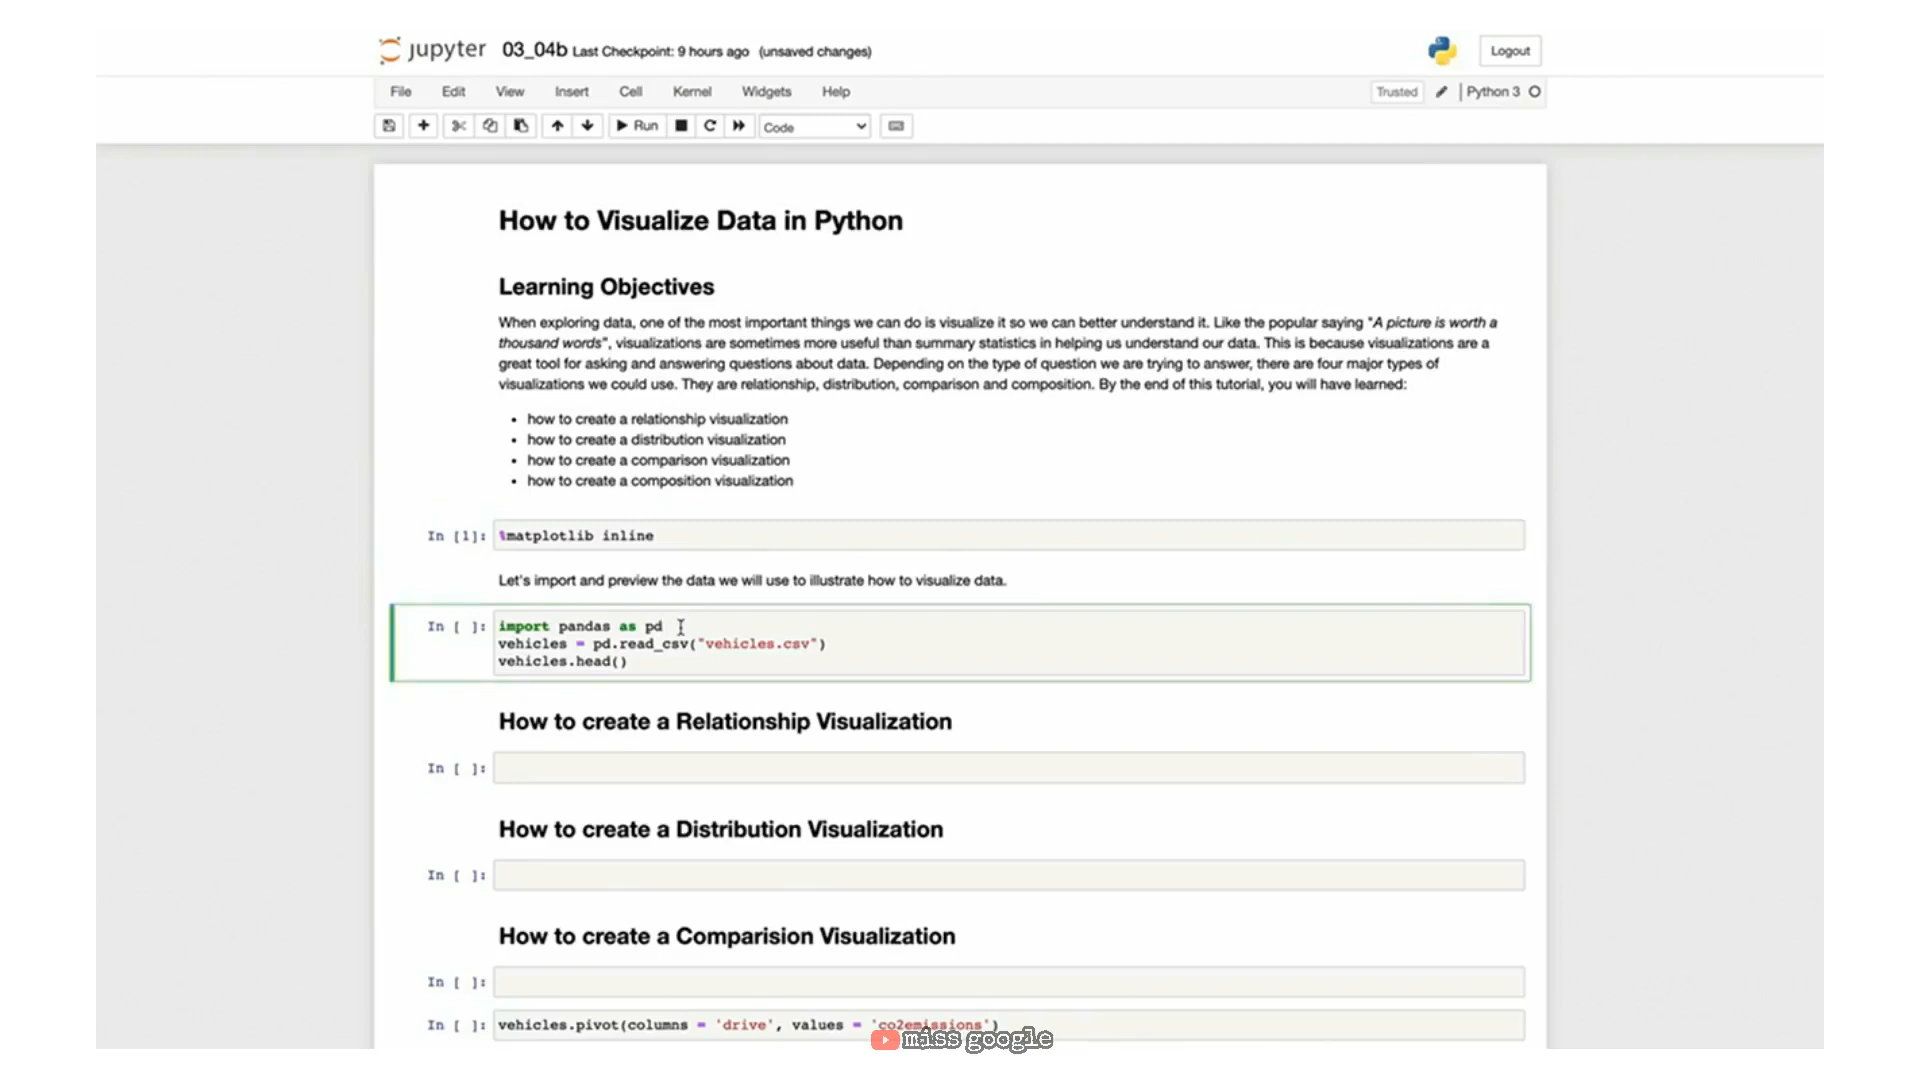 jupyter 03_04b Last Checkpoint: 9 hours ago (unsaved changes) Logout
File Edit View Insert Cell Kernel Widgets Help Trusted Python 3
Run Code
How to Visualize Data in Python
Learning Objectives
When exploring data, one of the most important things we can do is visualize it so we can better understand it. Like the popular saying "A picture is worth a
thousand words", visualizations are sometimes more useful than summary statistics in helping us understand our data. This is because visualizations are a
great tool for asking and answering questions about data. Depending on the type of question we are trying to answer, there are four major types of
visualizations we could use. They are relationship, distribution, comparison and composition. By the end of this tutorial, you will have learned:
• how to create a relationship visualization
• how to create a distribution visualization
• how to create a comparison visualization
• how to create a composition visualization
In [1]: %matplotlib inline
Let's import and preview the data we will use to illustrate how to visualize data.
In [ ]: import pandas as pd
vehicles = pd.read_csv("vehicles.csv")
vehicles.head()
How to create a Relationship Visualization
In [ ]:
How to create a Distribution Visualization
In [ ]:
How to create a Comparision Visualization
In [ ]:
In [ ]: vehicles.pivot(columns = 'drive', values = 'co2emissions')
miss google